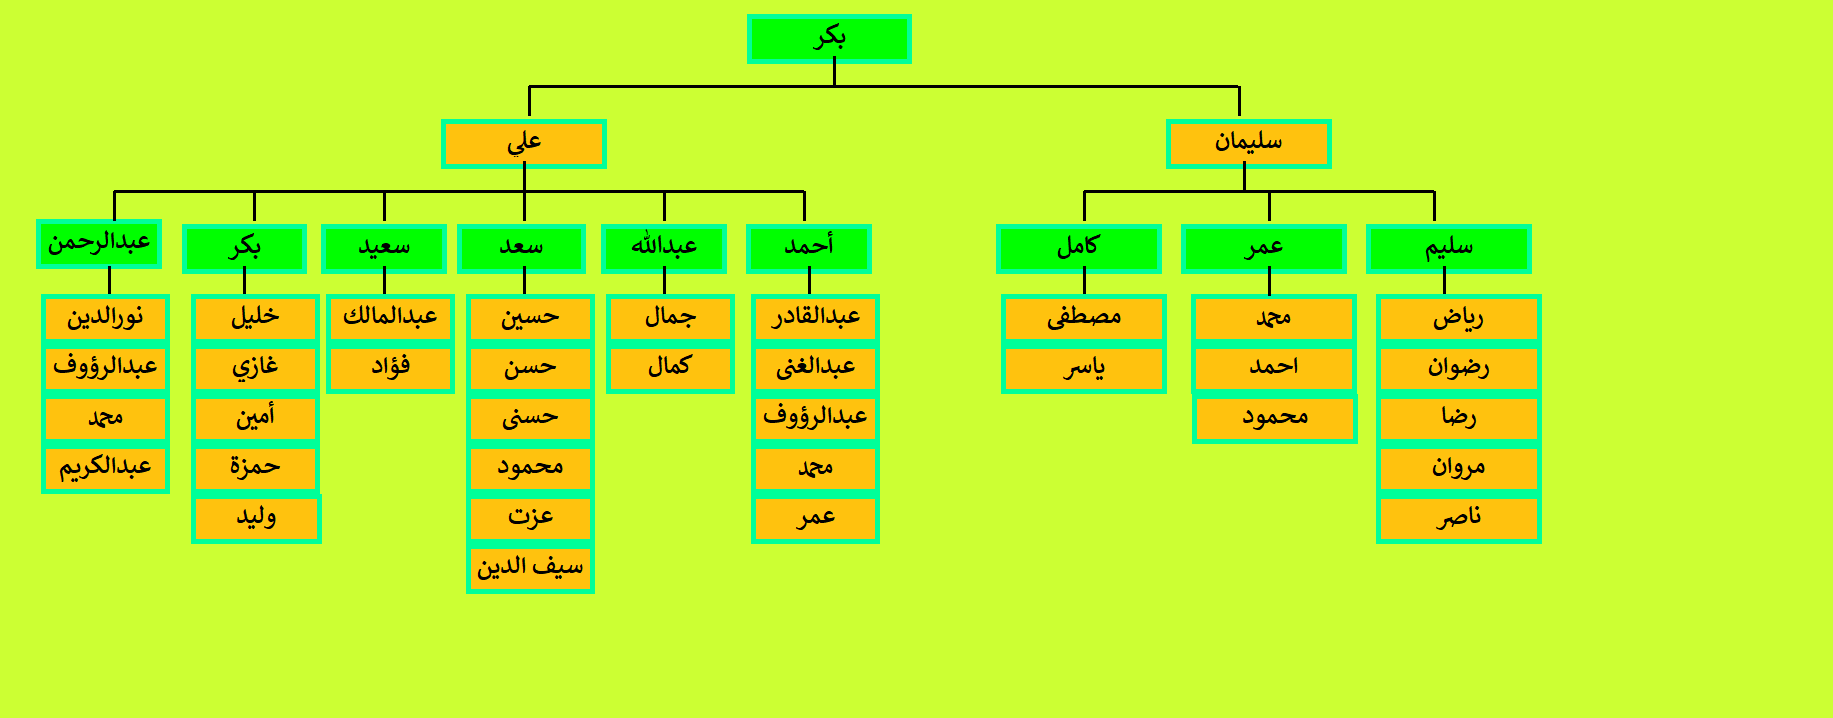 بكر
سليمان
علي
سليم
عمر
كامل
أحمد
عبدالله
سعد
سعيد
بكر
عبدالرحمن
رياض
رضوان
رضا
مروان
ناصر
محمد
احمد
محمود
مصطفى
ياسر
عبدالقادر
عبدالغنى
عبدالرؤوف
محمد
عمر
جمال
كمال
حسين
حسن
حسنى
محمود
عزت
سيف الدين
عبدالمالك
فؤاد
خليل
غازي
أمين
حمزة
وليد
نورالدين
عبدالرؤوف
محمد
عبدالكريم